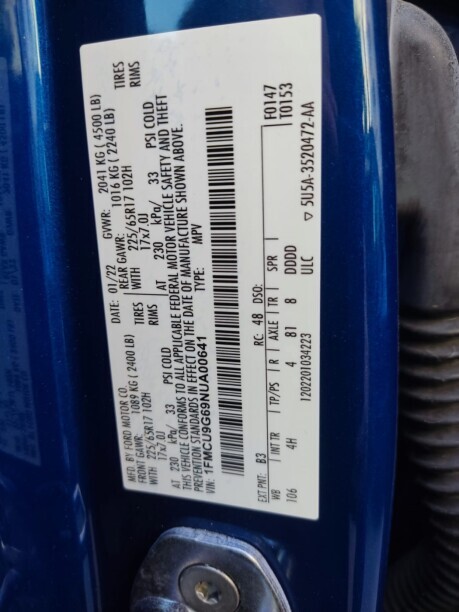 MFD. BY FORD MOTOR CO. DATE: 01/22 GVWR: 2041 KG ( 4500 LB)
FRONT GAWR: 1089 KG ( 2400 LB) REAR GAWR: 1016 KG ( 2240 LB)
WITH 225/65R17 102H TIRES WITH 225/65R17 102H TIRES
17x7.0J RIMS 17x7.0J RIMS
AT 230 kPa/ 33 PSI COLD AT 230 kPa/ 33 PSI COLD
THIS VEHICLE CONFORMS TO ALL APPLICABLE FEDERAL MOTOR VEHICLE SAFETY AND THEFT
PREVENTION STANDARDS IN EFFECT ON THE DATE OF MANUFACTURE SHOWN ABOVE.
VIN: 1FMCU9G69NUA00641 TYPE: MPV
F0147
T0153
EXT PNT: B3 RC: 48 DSO:
WB INT TR TP/PS R AXLE TR SPR
106 4H 4 81 8 DDDD
1202201034223 ULC ▽ 5U5A-3520472-AA